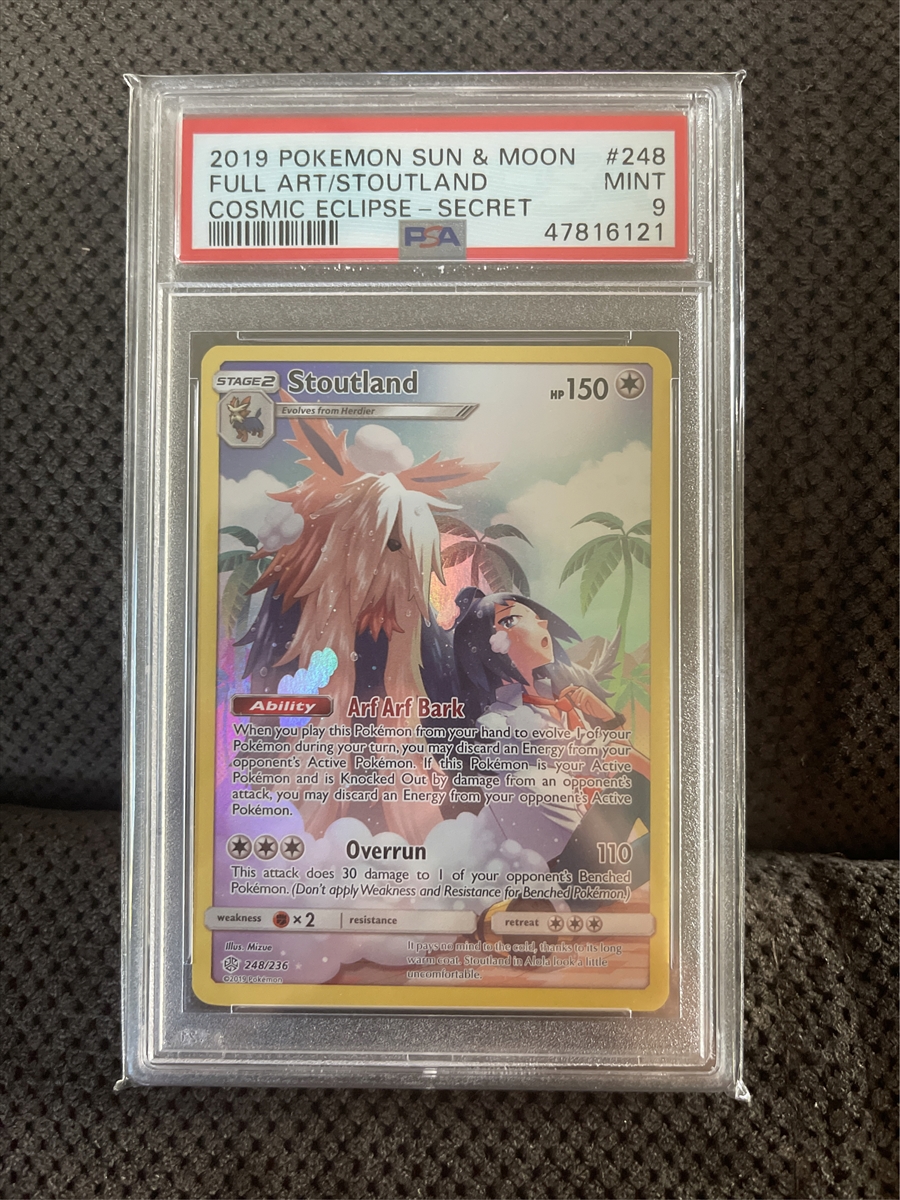 2019 POKEMON SUN & MOON #248
FULL ART/STOUTLAND MINT
COSMIC ECLIPSE - SECRET 9
PSA 47816121
STAGE 2 Stoutland HP 150
Evolves from Herdier
Ability Arf Arf Bark
When you play this Pokémon from your hand to evolve 1 of your
Pokémon during your turn, you may discard an Energy from your
opponent's Active Pokémon. If this Pokémon is your Active
Pokémon and is Knocked Out by damage from an opponent's
attack, you may discard an Energy from your opponent's Active
Pokémon.
Overrun 110
This attack does 30 damage to 1 of your opponent's Benched
Pokémon. (Don't apply Weakness and Resistance for Benched Pokémon.)
weakness ×2 resistance retreat
Illus. Mizue
248/236
©2019 Pokémon
It pays no mind to the cold, thanks to its long
warm coat. Stoutland in Alola look a little
uncomfortable.